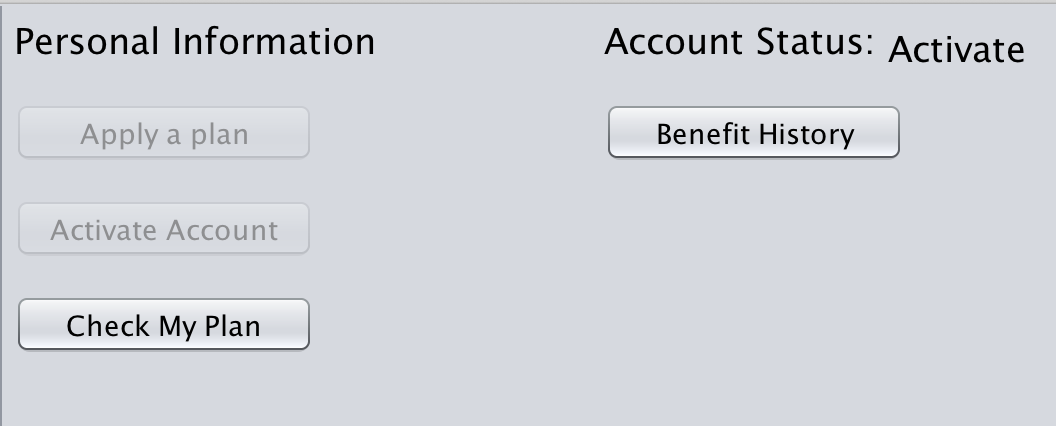 Personal Information
Account Status: Activate
Apply a plan
Benefit History
Activate Account
Check My Plan